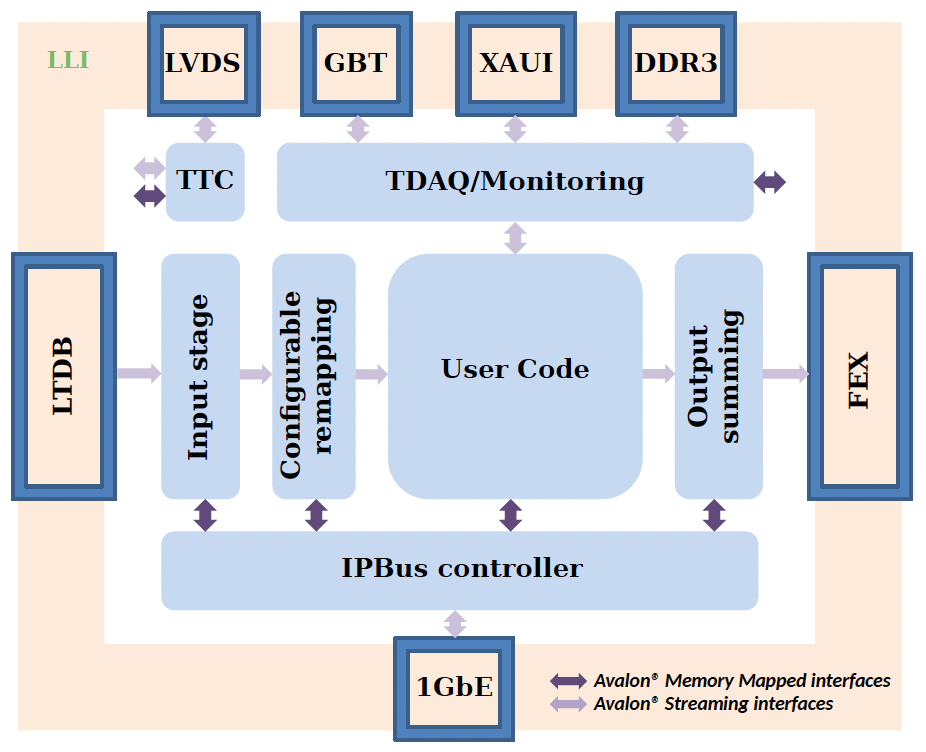 LLI
LVDS
GBT
XAUI
DDR3
TTC
TDAQ/Monitoring
LTDB
Input stage
Configurable
remapping
User Code
Output
summing
FEX
IPBus controller
1GbE
Avalon® Memory Mapped interfaces
Avalon® Streaming interfaces